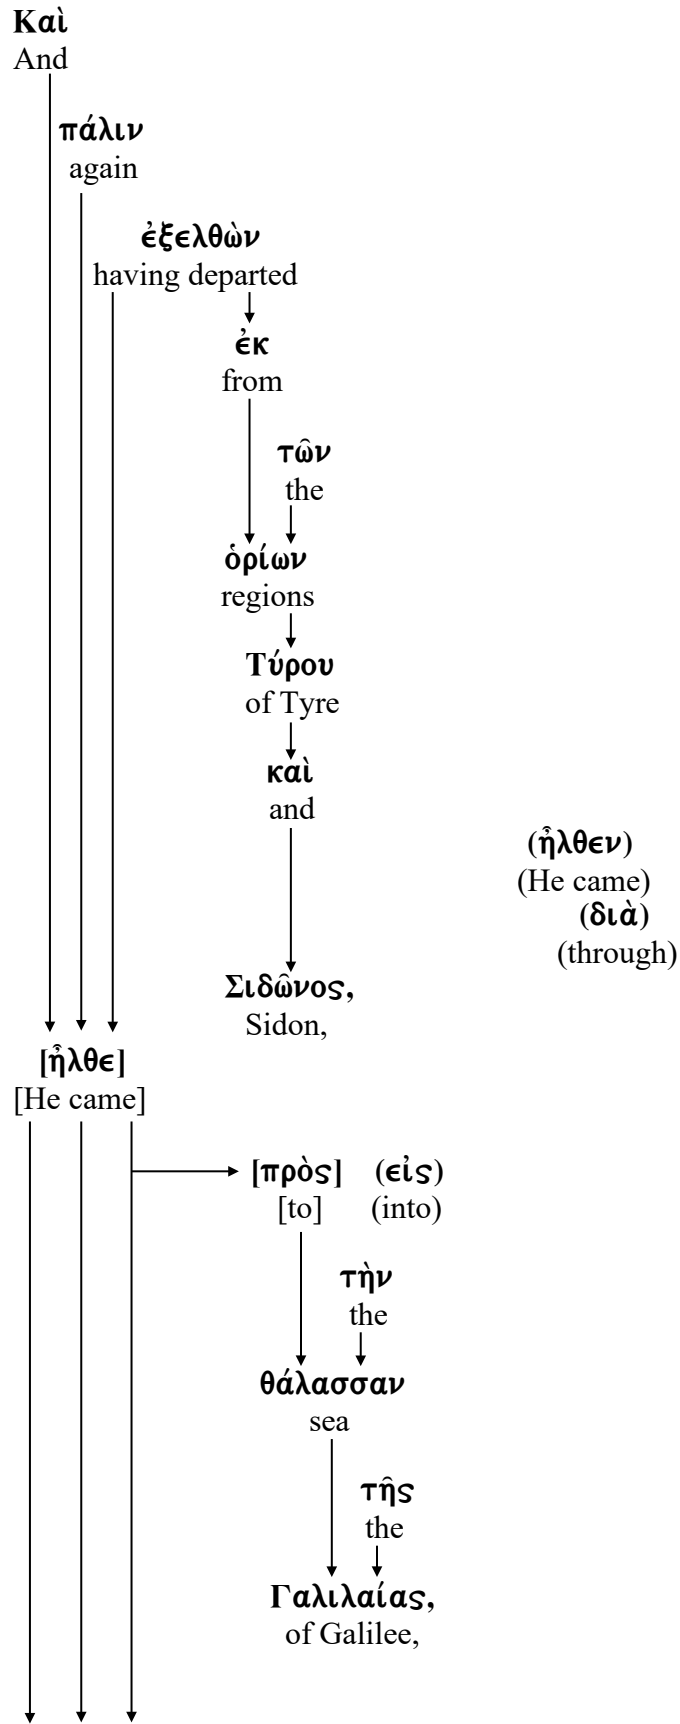 Καὶ
And
πάλιν
again
ἐξελθὼν
having departed
ἐκ
from
τῶν
the
ὁρίων
regions
Τύρου
of Tyre
καὶ
and
(ἦλθεν)
(He came)
(διὰ)
(through)
Σιδῶνος,
Sidon,
[ἦλθε]
[He came]
[πρὸς] (εἰς)
[to] (into)
τὴν
the
θάλασσαν
sea
τῆς
the
Γαλιλαίας,
of Galilee,